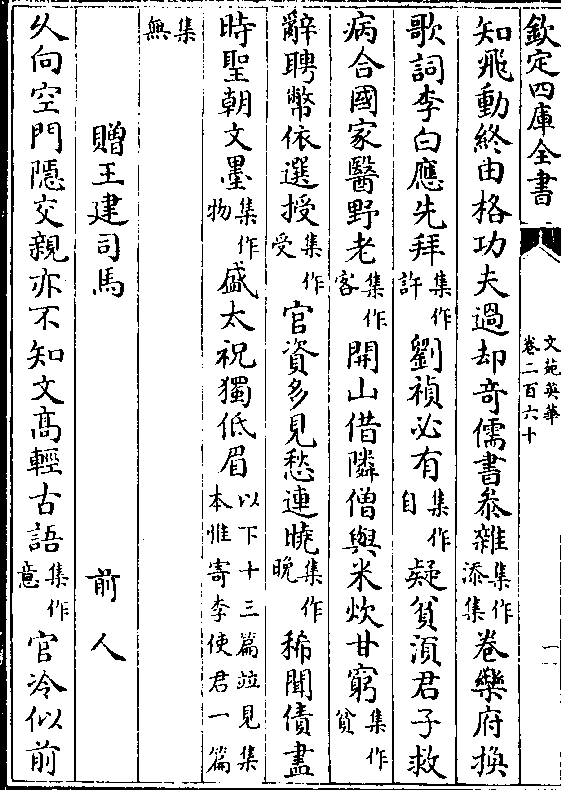 欽定四庫全書
文苑英華
卷二百六十
知飛動終由格功夫過却奇儒書叅雜集作添集卷樂府換
歌詞李白應先拜集作許劉禎必有集作自疑貧湏君子救
病合國家醫野老集作客開山借隣僧與米炊甘窮集作貧
辭聘幣依選授集作受官資多見愁連曉集作晚稀聞債盡
時聖朝文墨集作物盛太祝獨低眉以下十三篇竝見集本惟寄李使君一篇
集無
贈王建司馬 前人
久向空門隱交親亦不知文髙輕古語集作意官冷似前